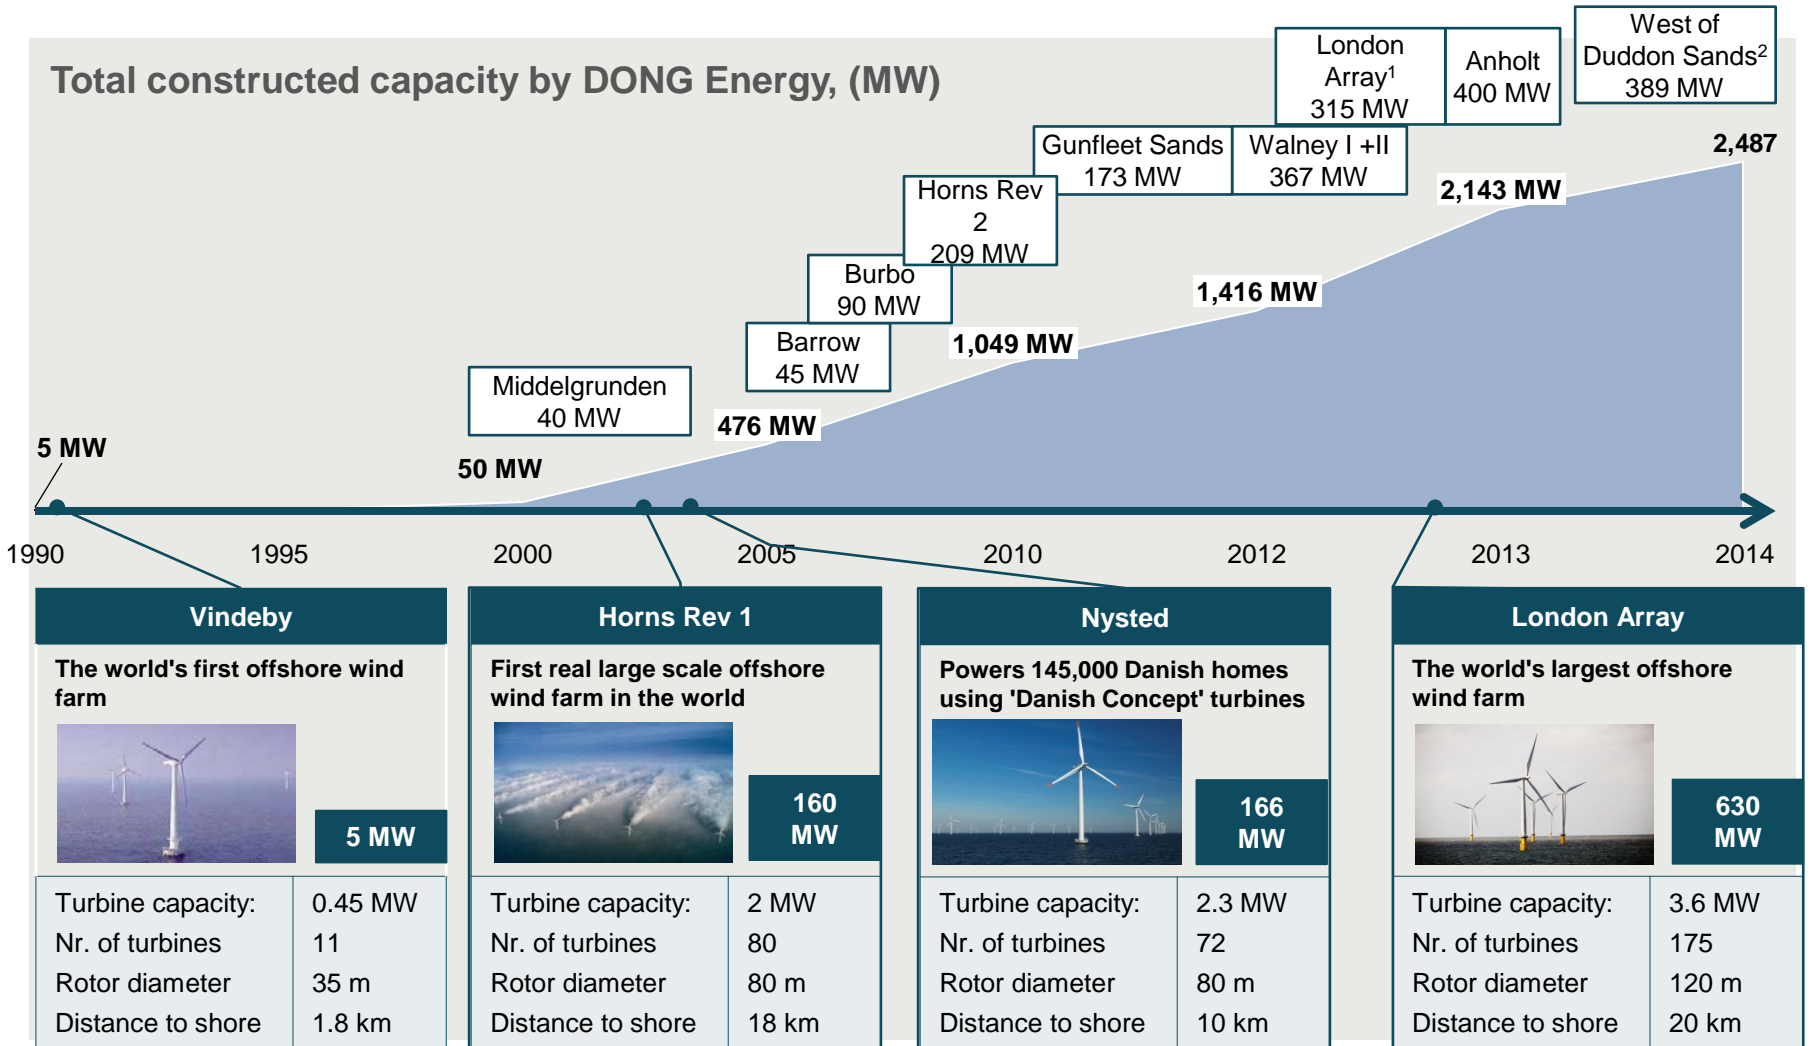 Total constructed capacity by DONG Energy, (MW)
London
Array1
315 MW
Anholt
400 MW
West of
Duddon Sands2
389 MW
Gunfleet Sands
173 MW
Walney I +II
367 MW
Horns Rev
2
209 MW
Burbo
90 MW
Barrow
45 MW
Middelgrunden
40 MW
5 MW
50 MW
476 MW
1,049 MW
1,416 MW
2,143 MW
2,487
1990
1995
2000
2005
2010
2012
2013
2014
Vindeby
The world's first offshore wind
farm
5 MW
Turbine capacity: 0.45 MW
Nr. of turbines 11
Rotor diameter 35 m
Distance to shore 1.8 km
Horns Rev 1
First real large scale offshore
wind farm in the world
160
MW
Turbine capacity: 2 MW
Nr. of turbines 80
Rotor diameter 80 m
Distance to shore 18 km
Nysted
Powers 145,000 Danish homes
using 'Danish Concept' turbines
166
MW
Turbine capacity: 2.3 MW
Nr. of turbines 72
Rotor diameter 80 m
Distance to shore 10 km
London Array
The world's largest offshore
wind farm
630
MW
Turbine capacity: 3.6 MW
Nr. of turbines 175
Rotor diameter 120 m
Distance to shore 20 km